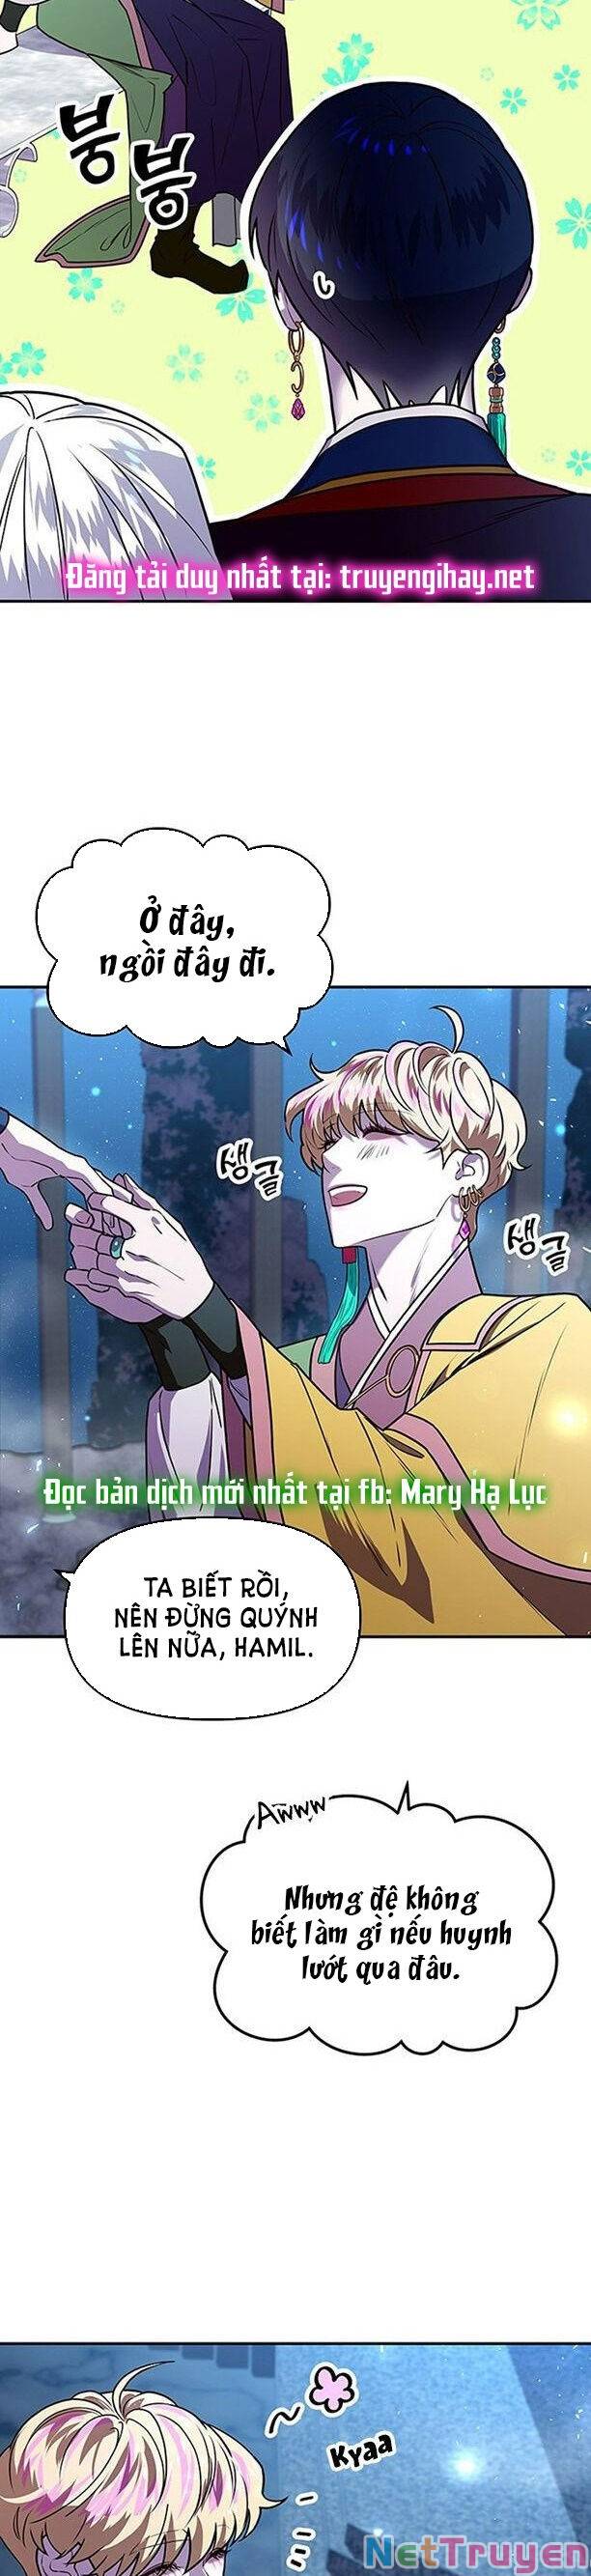 붕
붕
Đăng tải duy nhất tại: truyengihay.net
Ở đây,
ngồi đây đi.
생글
생글
Đọc bản dịch mới nhất tại fb: Mary Hạ Lục
TA BIẾT RỒI,
NÊN ĐỪNG QUÝNH
LÊN NỮA, HAMIL.
AWWW
Nhưng đệ không
biết làm gì nếu huynh
lướt qua đâu.
Kyaa
NetTruyen